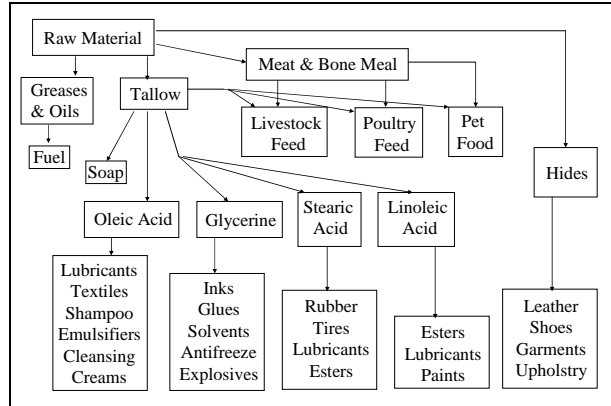 Raw Material
Meat & Bone Meal
Greases
& Oils
Tallow
Livestock
Feed
Poultry
Feed
Pet
Food
Fuel
Soap
Hides
Oleic Acid
Glycerine
Stearic
Acid
Linoleic
Acid
Lubricants
Textiles
Shampoo
Emulsifiers
Cleansing
Creams
Inks
Glues
Solvents
Antifreeze
Explosives
Rubber
Tires
Lubricants
Esters
Esters
Lubricants
Paints
Leather
Shoes
Garments
Upholstry